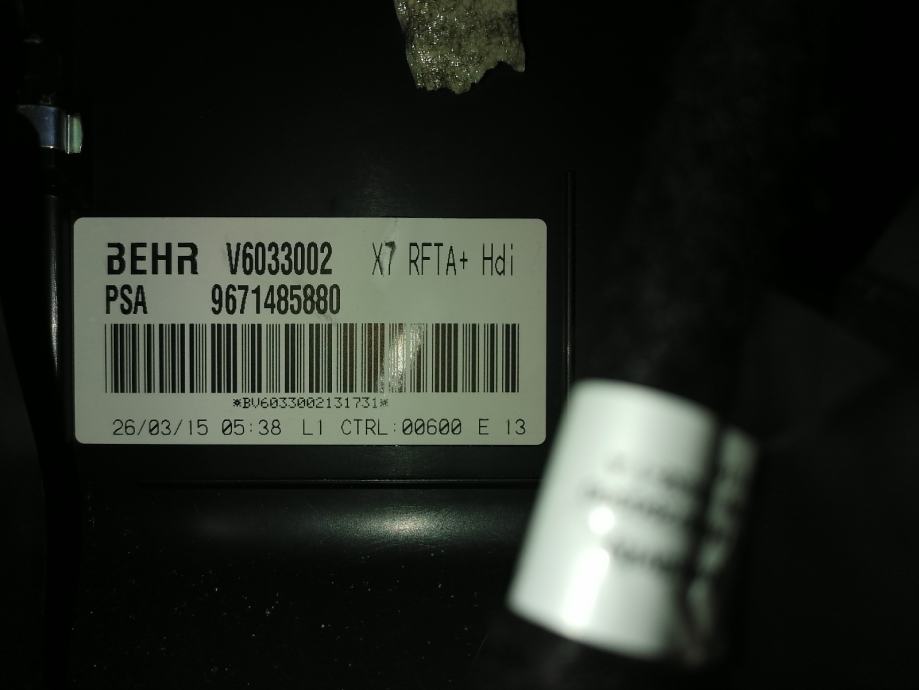 BEHR V6033002 X7 RFTA+ Hdi
PSA 9671485880
*BV6033002131731*
26/03/15 05:38 L1 CTRL:00600 E 13